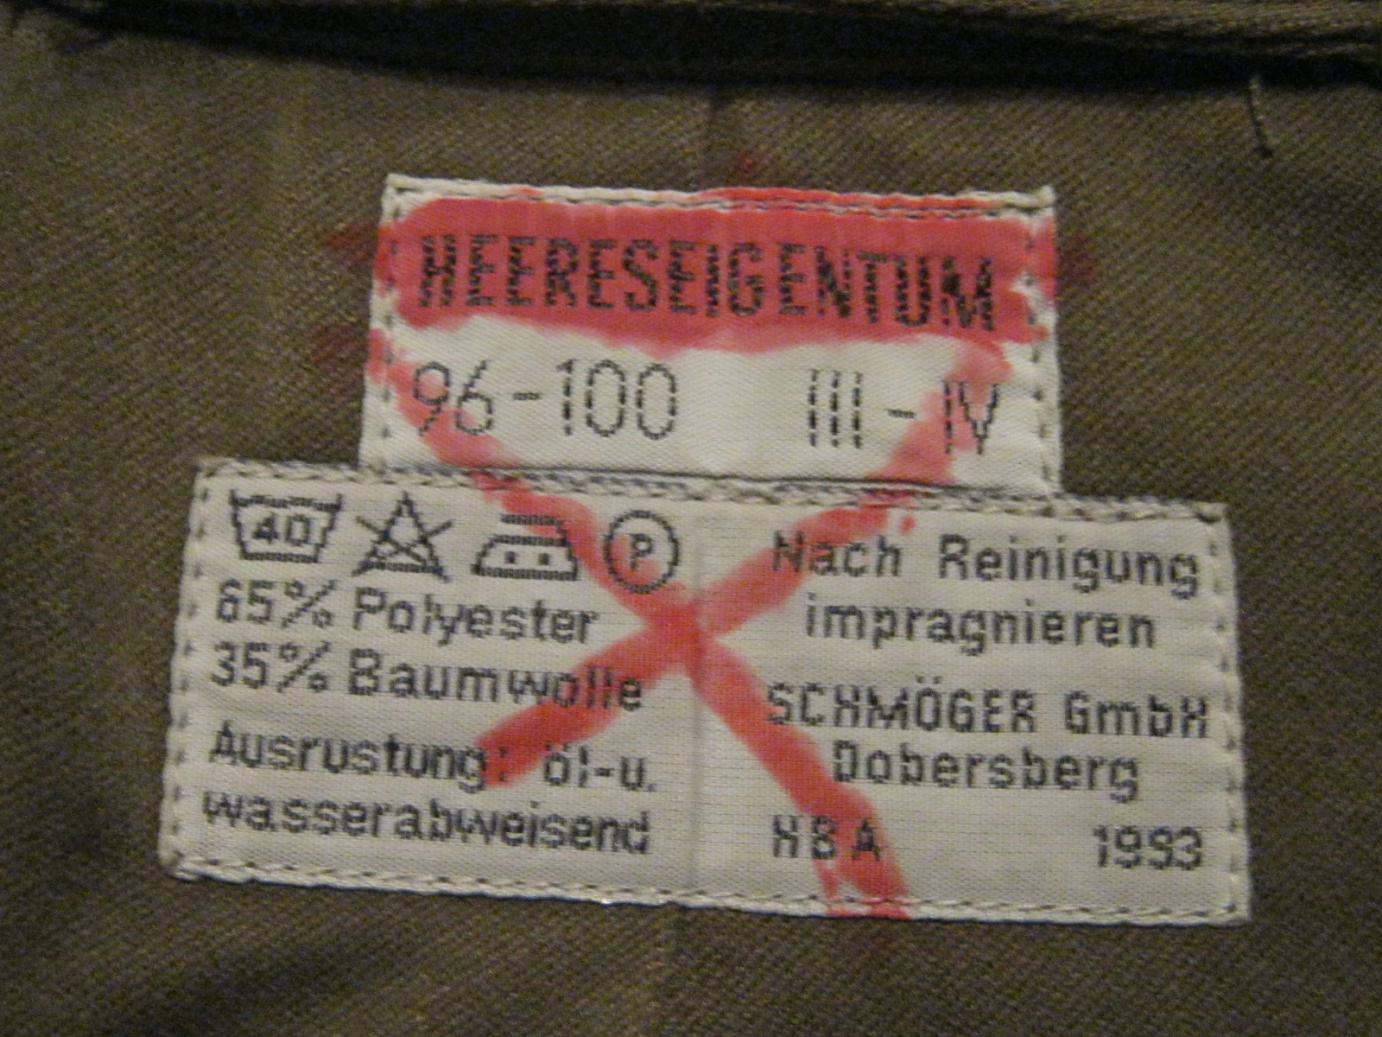 HEERESEIGENTUM
96-100 III-IV
40 P
65% Polyester
35% Baumwolle
Ausrustung: öl-u.
wasserabweisend
Nach Reinigung
impragnieren
SCHMÖGER GmbH
Dobersberg
HBA 1993